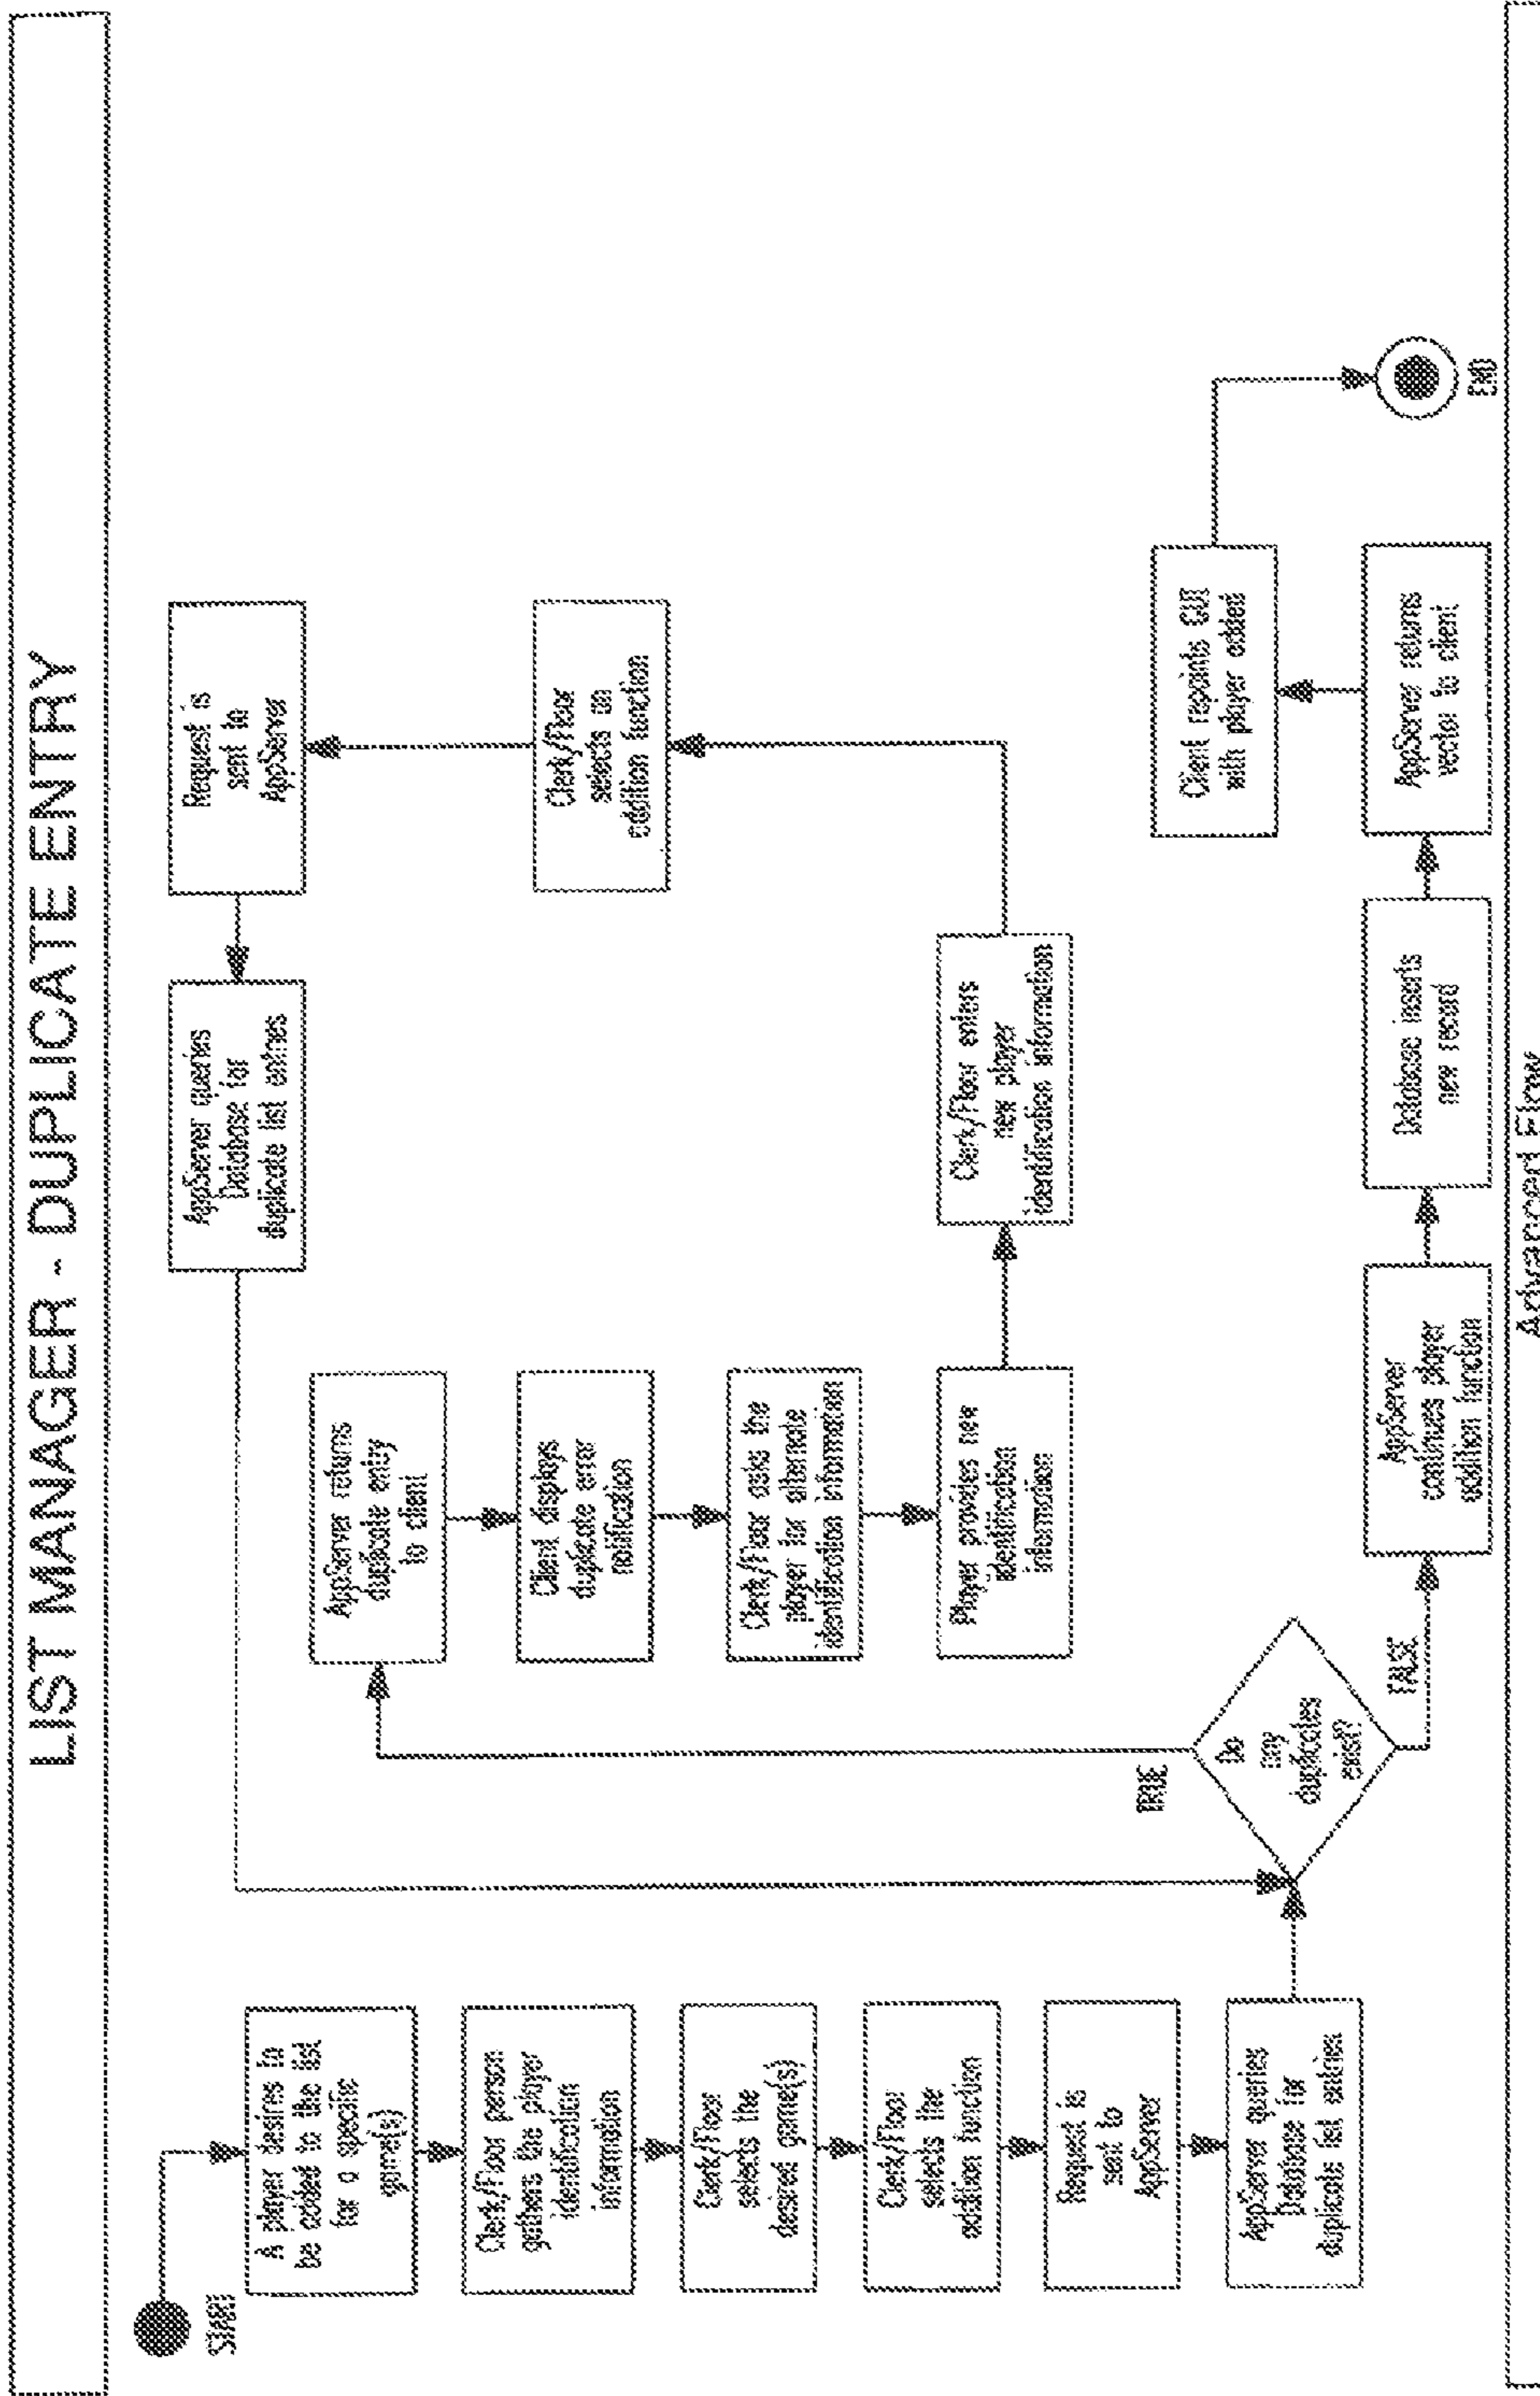 LIST MANAGER - DUPLICATE ENTRY
START
A player desires to
be added to the list
for a specific
game(s)
Clerk/Floor person
gathers the player
identification
information
Clerk/Floor
selects the
desired game(s)
Clerk/Floor
selects the
addition function
Request is
sent to
AppServer
AppServer queries
Database for
duplicate list entries
Do
any
duplicates
exist?
TRUE
FALSE
AppServer returns
duplicate entry
to client
Client displays
duplicate error
notification
Clerk/Floor asks the
player for alternate
identification information
Player provides new
identification
information
Clerk/Floor enters
new player
identification information
Clerk/Floor
selects on
addition function
Request is
sent to
AppServer
AppServer queries
Database for
duplicate list entries
AppServer
continues player
addition function
Database inserts
new record
AppServer returns
vector to client
Client repaints GUI
with player added
END
Advanced Flow